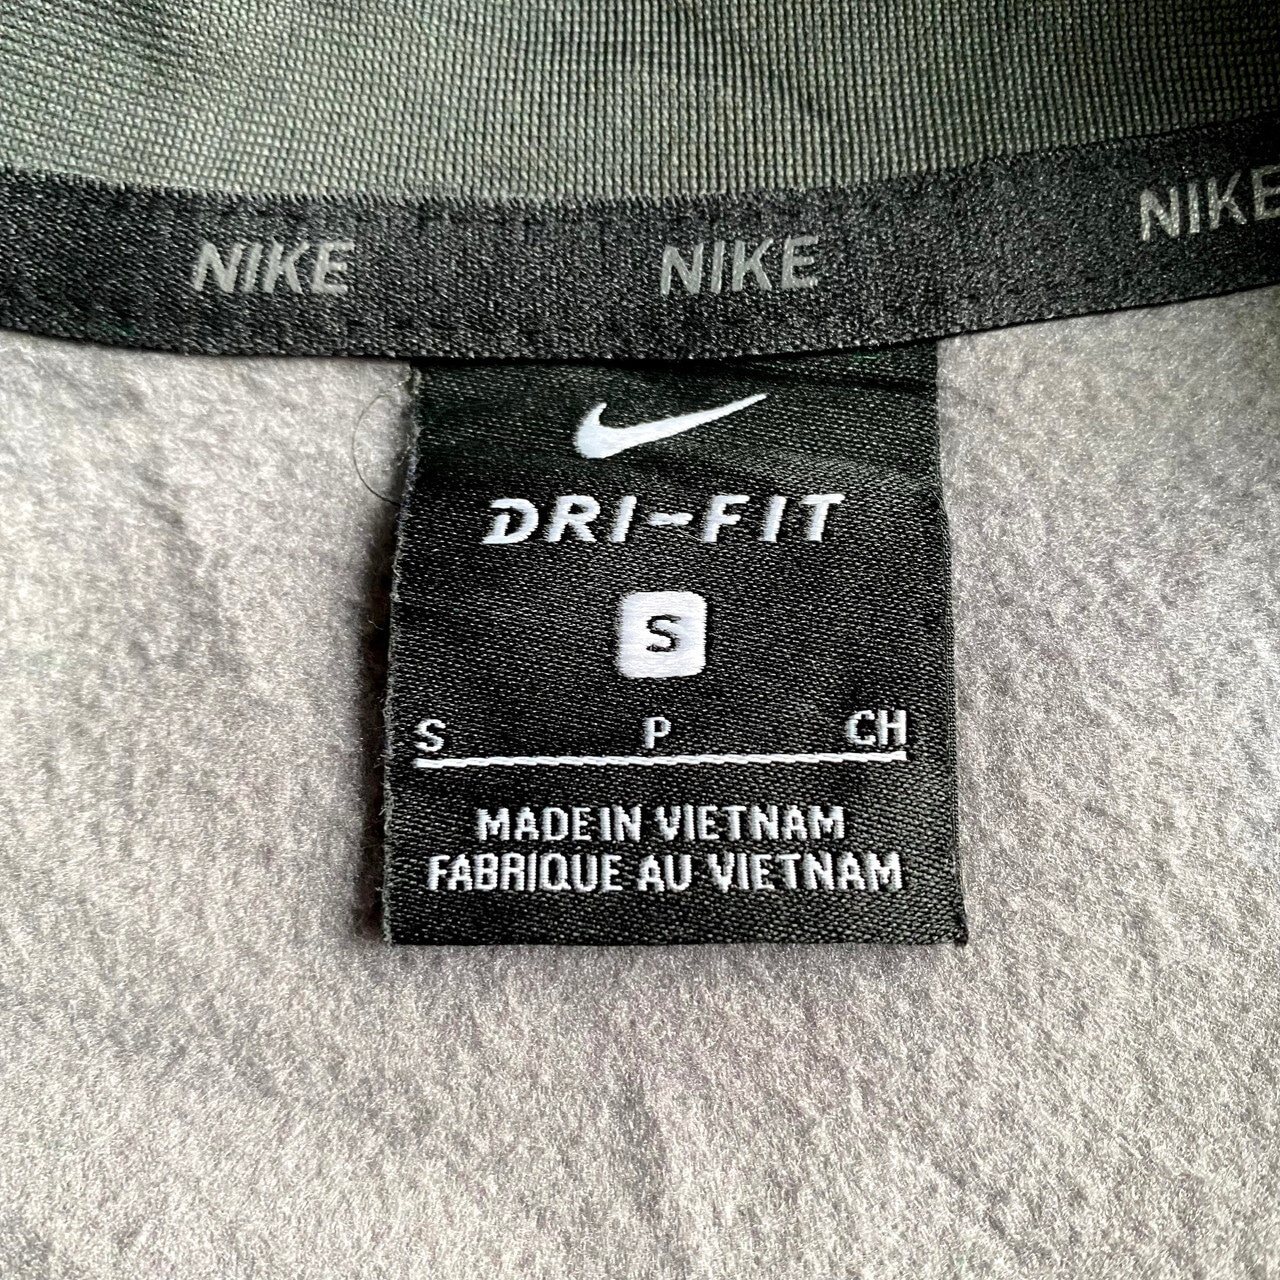 NIKE NIKE NIKE
DRI-FIT
S
S P CH
MADE IN VIETNAM
FABRIQUE AU VIETNAM